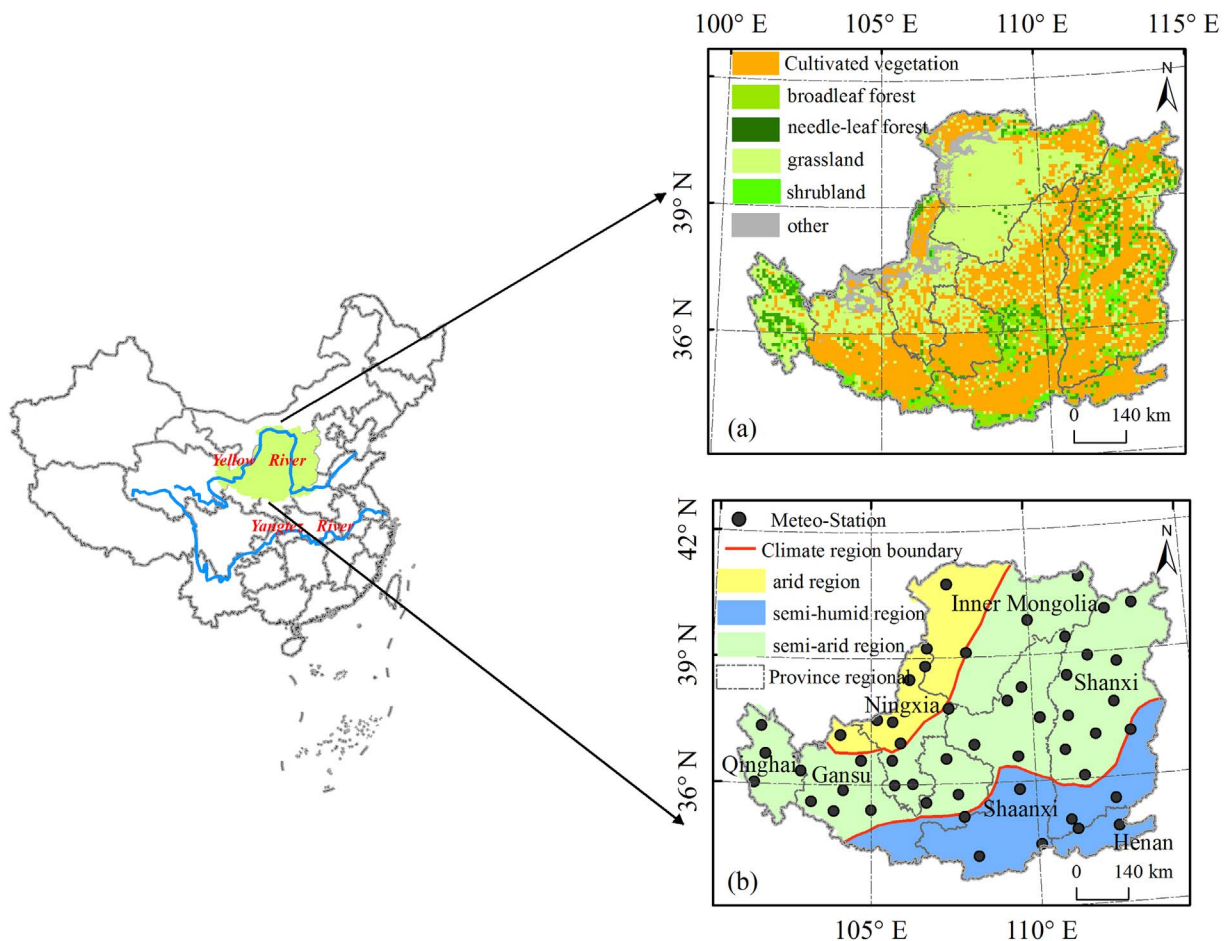 100° E 105° E 110° E 115° E
N
Cultivated vegetation
broadleaf forest
needle-leaf forest
grassland
shrubland
other
39° N
36° N
(a)
0 140 km
Yellow River
Yangtez River
N
42° N
39° N
36° N
Meteo-Station
Climate region boundary
arid region
semi-humid region
semi-arid region
Province regional
Inner Mongolia
Shanxi
Ningxia
Qinghai
Gansu
Shaanxi
Henan
(b)
0 140 km
105° E 110° E